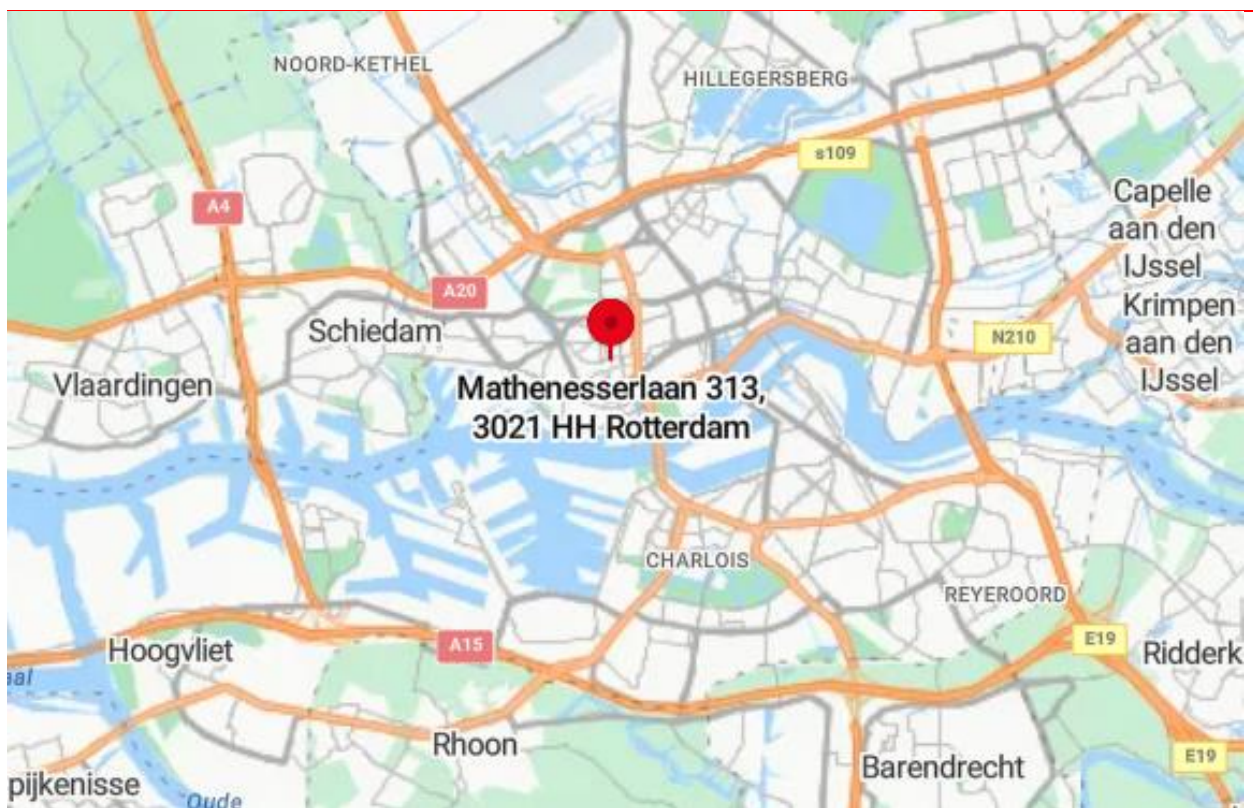 NOORD-KETHEL
HILLEGERSBERG
s109
A4
Capelle
aan den
IJssel
A20
Krimpen
aan den
IJssel
Schiedam
N210
Vlaardingen
Mathenesserlaan 313,
3021 HH Rotterdam
CHARLOIS
REYEROORD
Hoogvliet
A15
E19
Ridderk
aal
Rhoon
E19
Barendrecht
pijkenisse
Oude